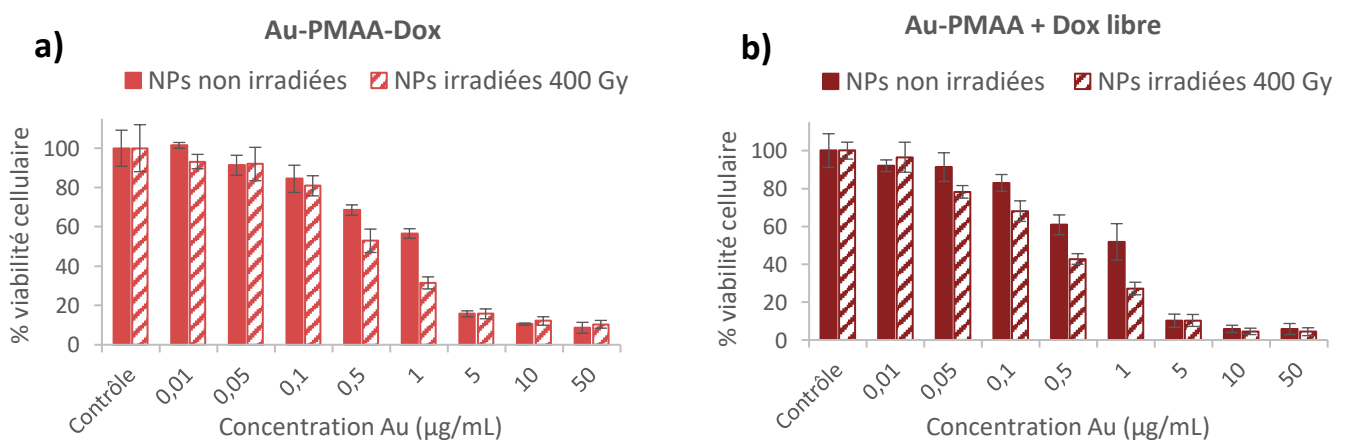 a)
Au-PMAA-Dox
NPs non irradiées NPs irradiées 400 Gy
% viabilité cellulaire
100
80
60
40
20
0
Contrôle 0,01 0,05 0,1 0,5 1 5 10 50
Concentration Au (µg/mL)
b)
Au-PMAA + Dox libre
NPs non irradiées NPs irradiées 400 Gy
% viabilité cellulaire
100
80
60
40
20
0
Contrôle 0,01 0,05 0,1 0,5 1 5 10 50
Concentration Au (µg/mL)